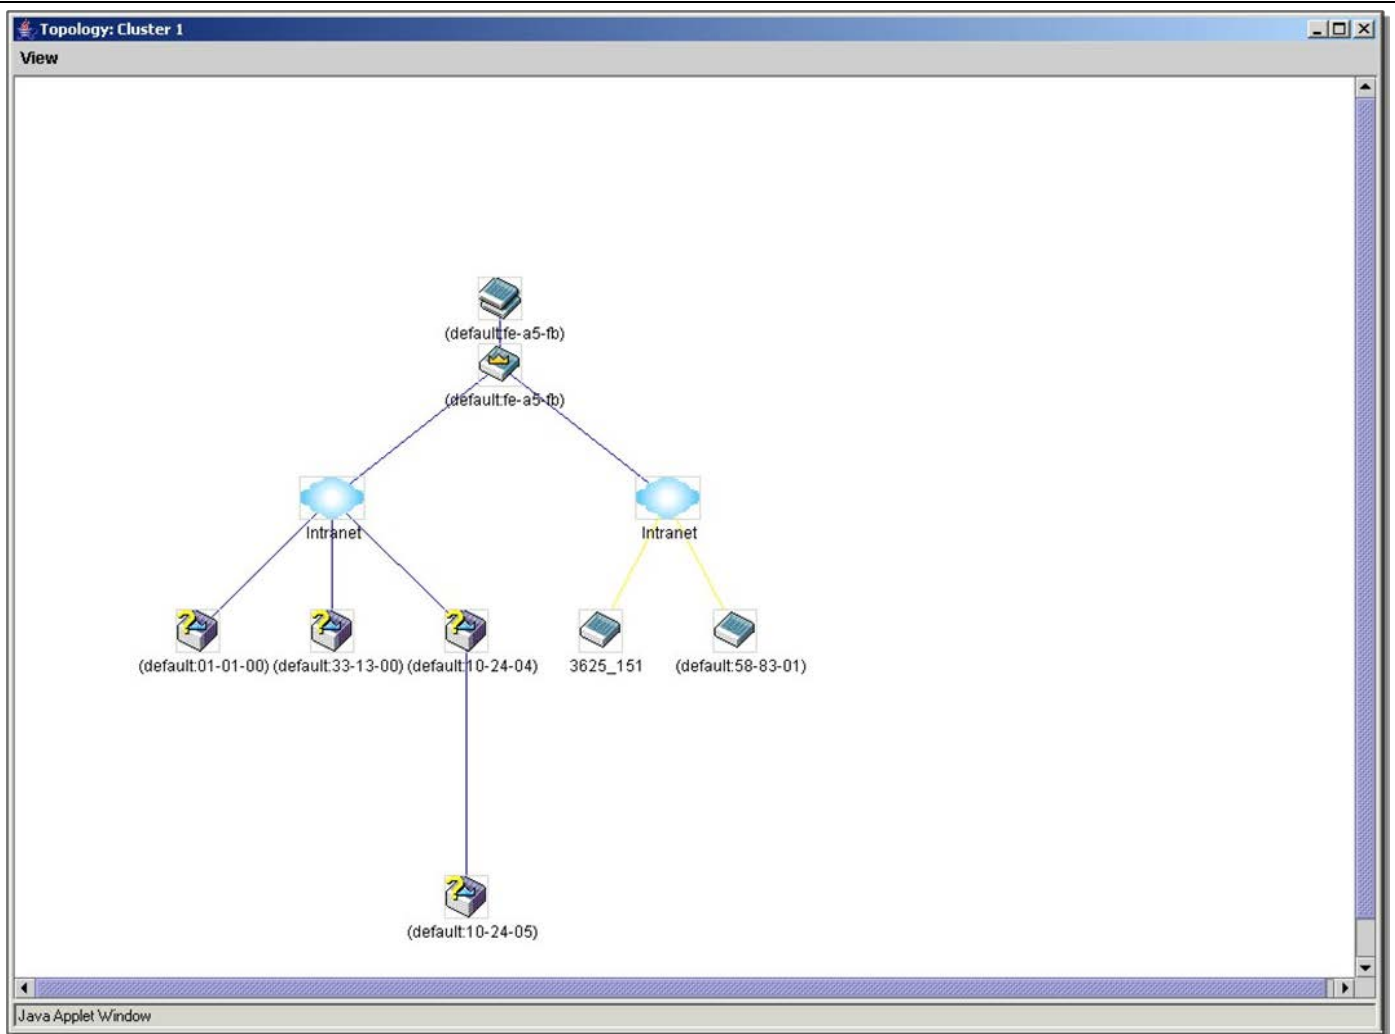 Topology: Cluster 1
View
(default:fe-a5-fb)
(default:fe-a5-fb)
Intranet
Intranet
(default:01-01-00)
(default:33-13-00)
(default:10-24-04)
3625_151
(default:58-83-01)
(default:10-24-05)
Java Applet Window